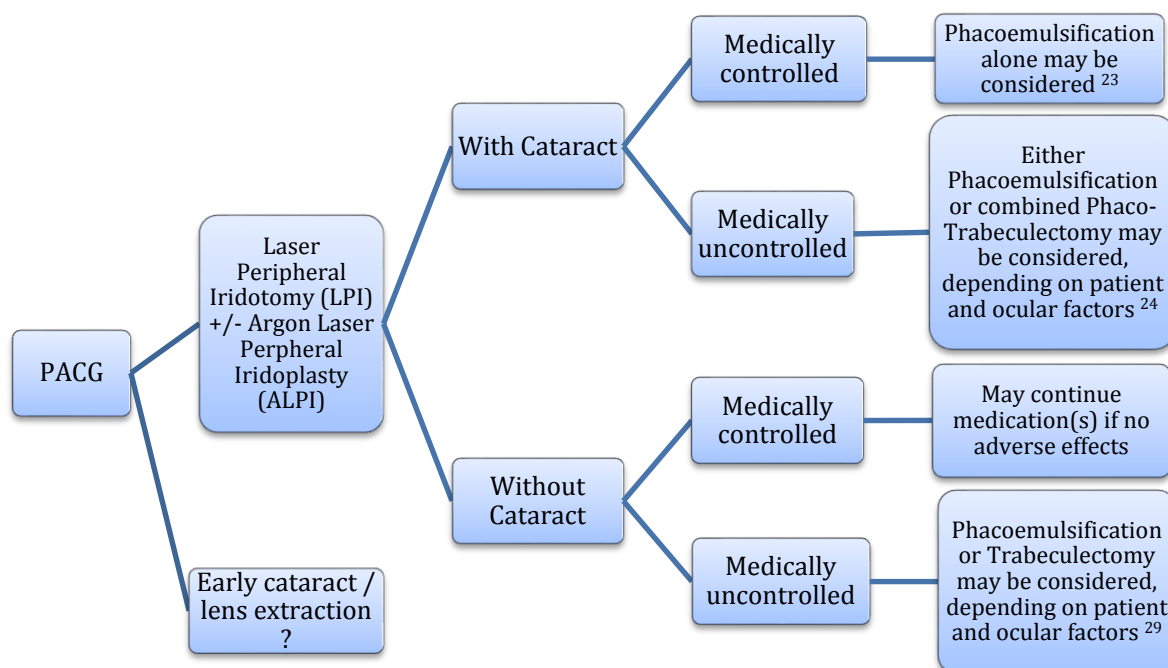 PACG
Laser
Peripheral
Iridotomy (LPI)
+/- Argon Laser
Perpheral
Iridoplasty
(ALPI)
Early cataract /
lens extraction
?
With Cataract
Medically
controlled
Phacoemulsification
alone may be
considered 23
Medically
uncontrolled
Either
Phacoemulsification
or combined Phaco-
Trabeculectomy may
be considered,
depending on patient
and ocular factors 24
Without
Cataract
Medically
controlled
May continue
medication(s) if no
adverse effects
Medically
uncontrolled
Phacoemulsification
or Trabeculectomy
may be considered,
depending on patient
and ocular factors 29